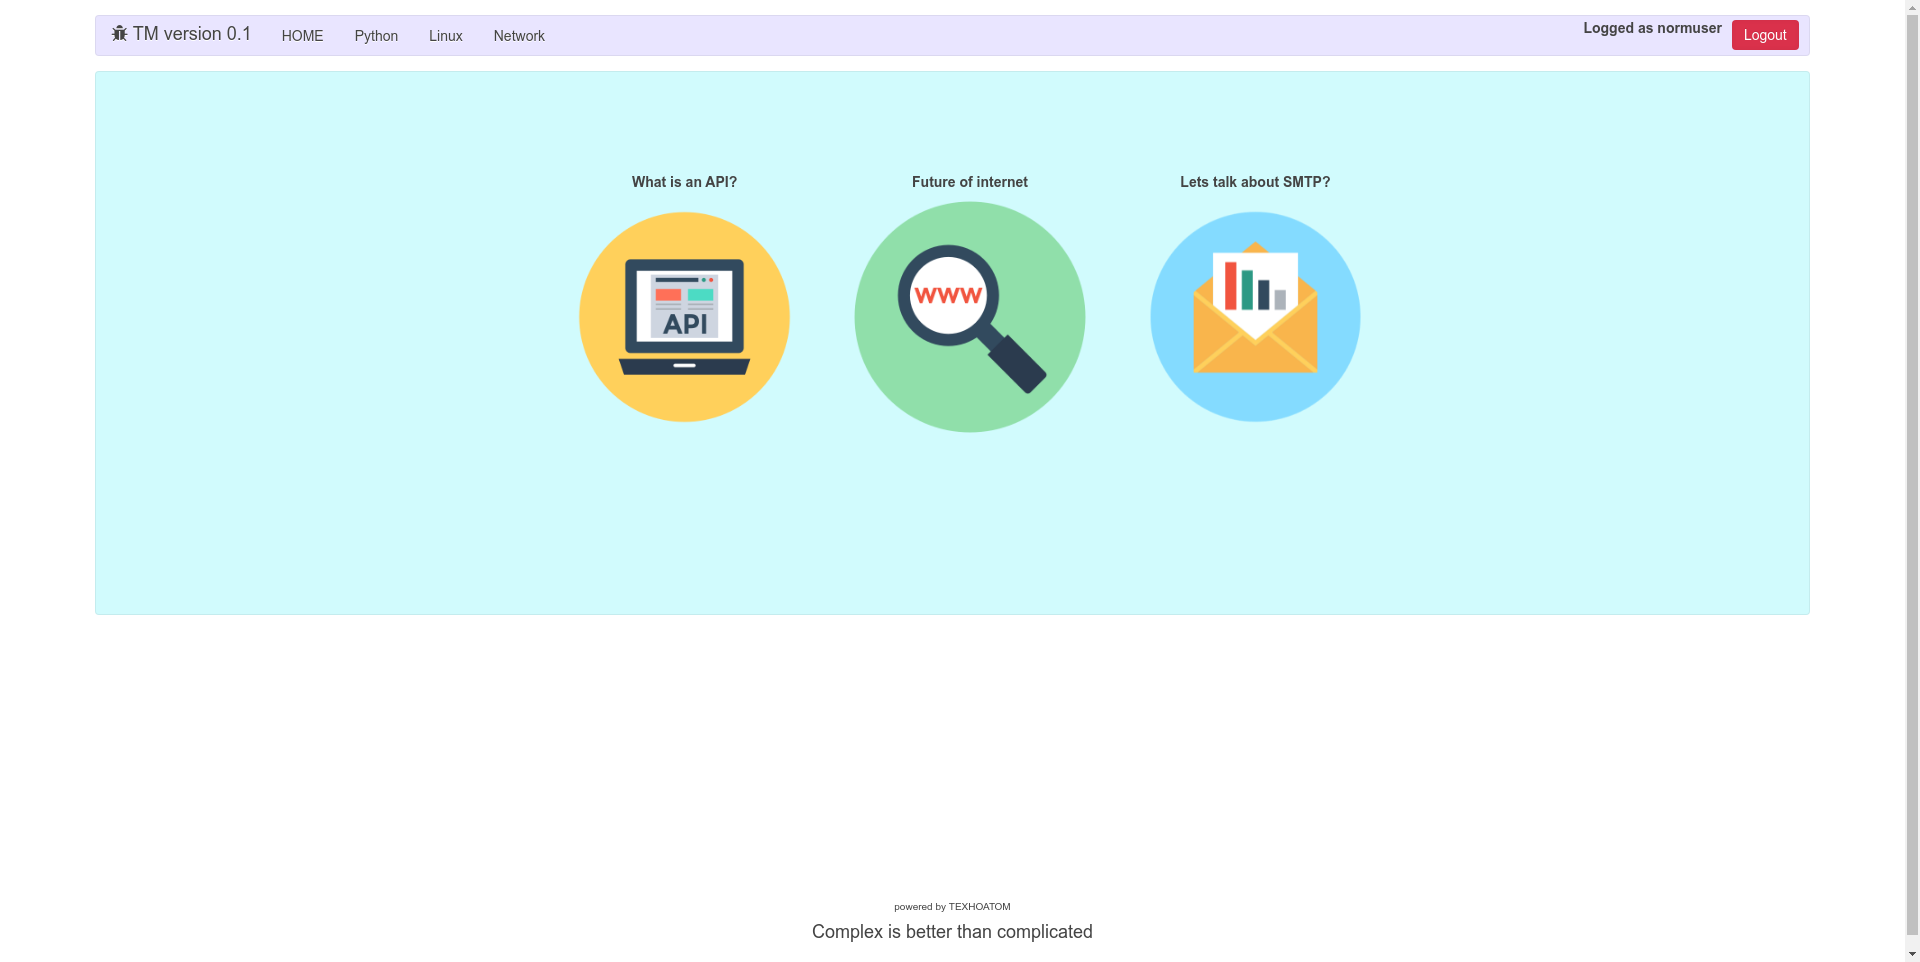 TM version 0.1 HOME Python Linux Network Logged as normuser Logout
What is an API? Future of internet Lets talk about SMTP?
API
WWW
powered by TEXHOATOM
Complex is better than complicated